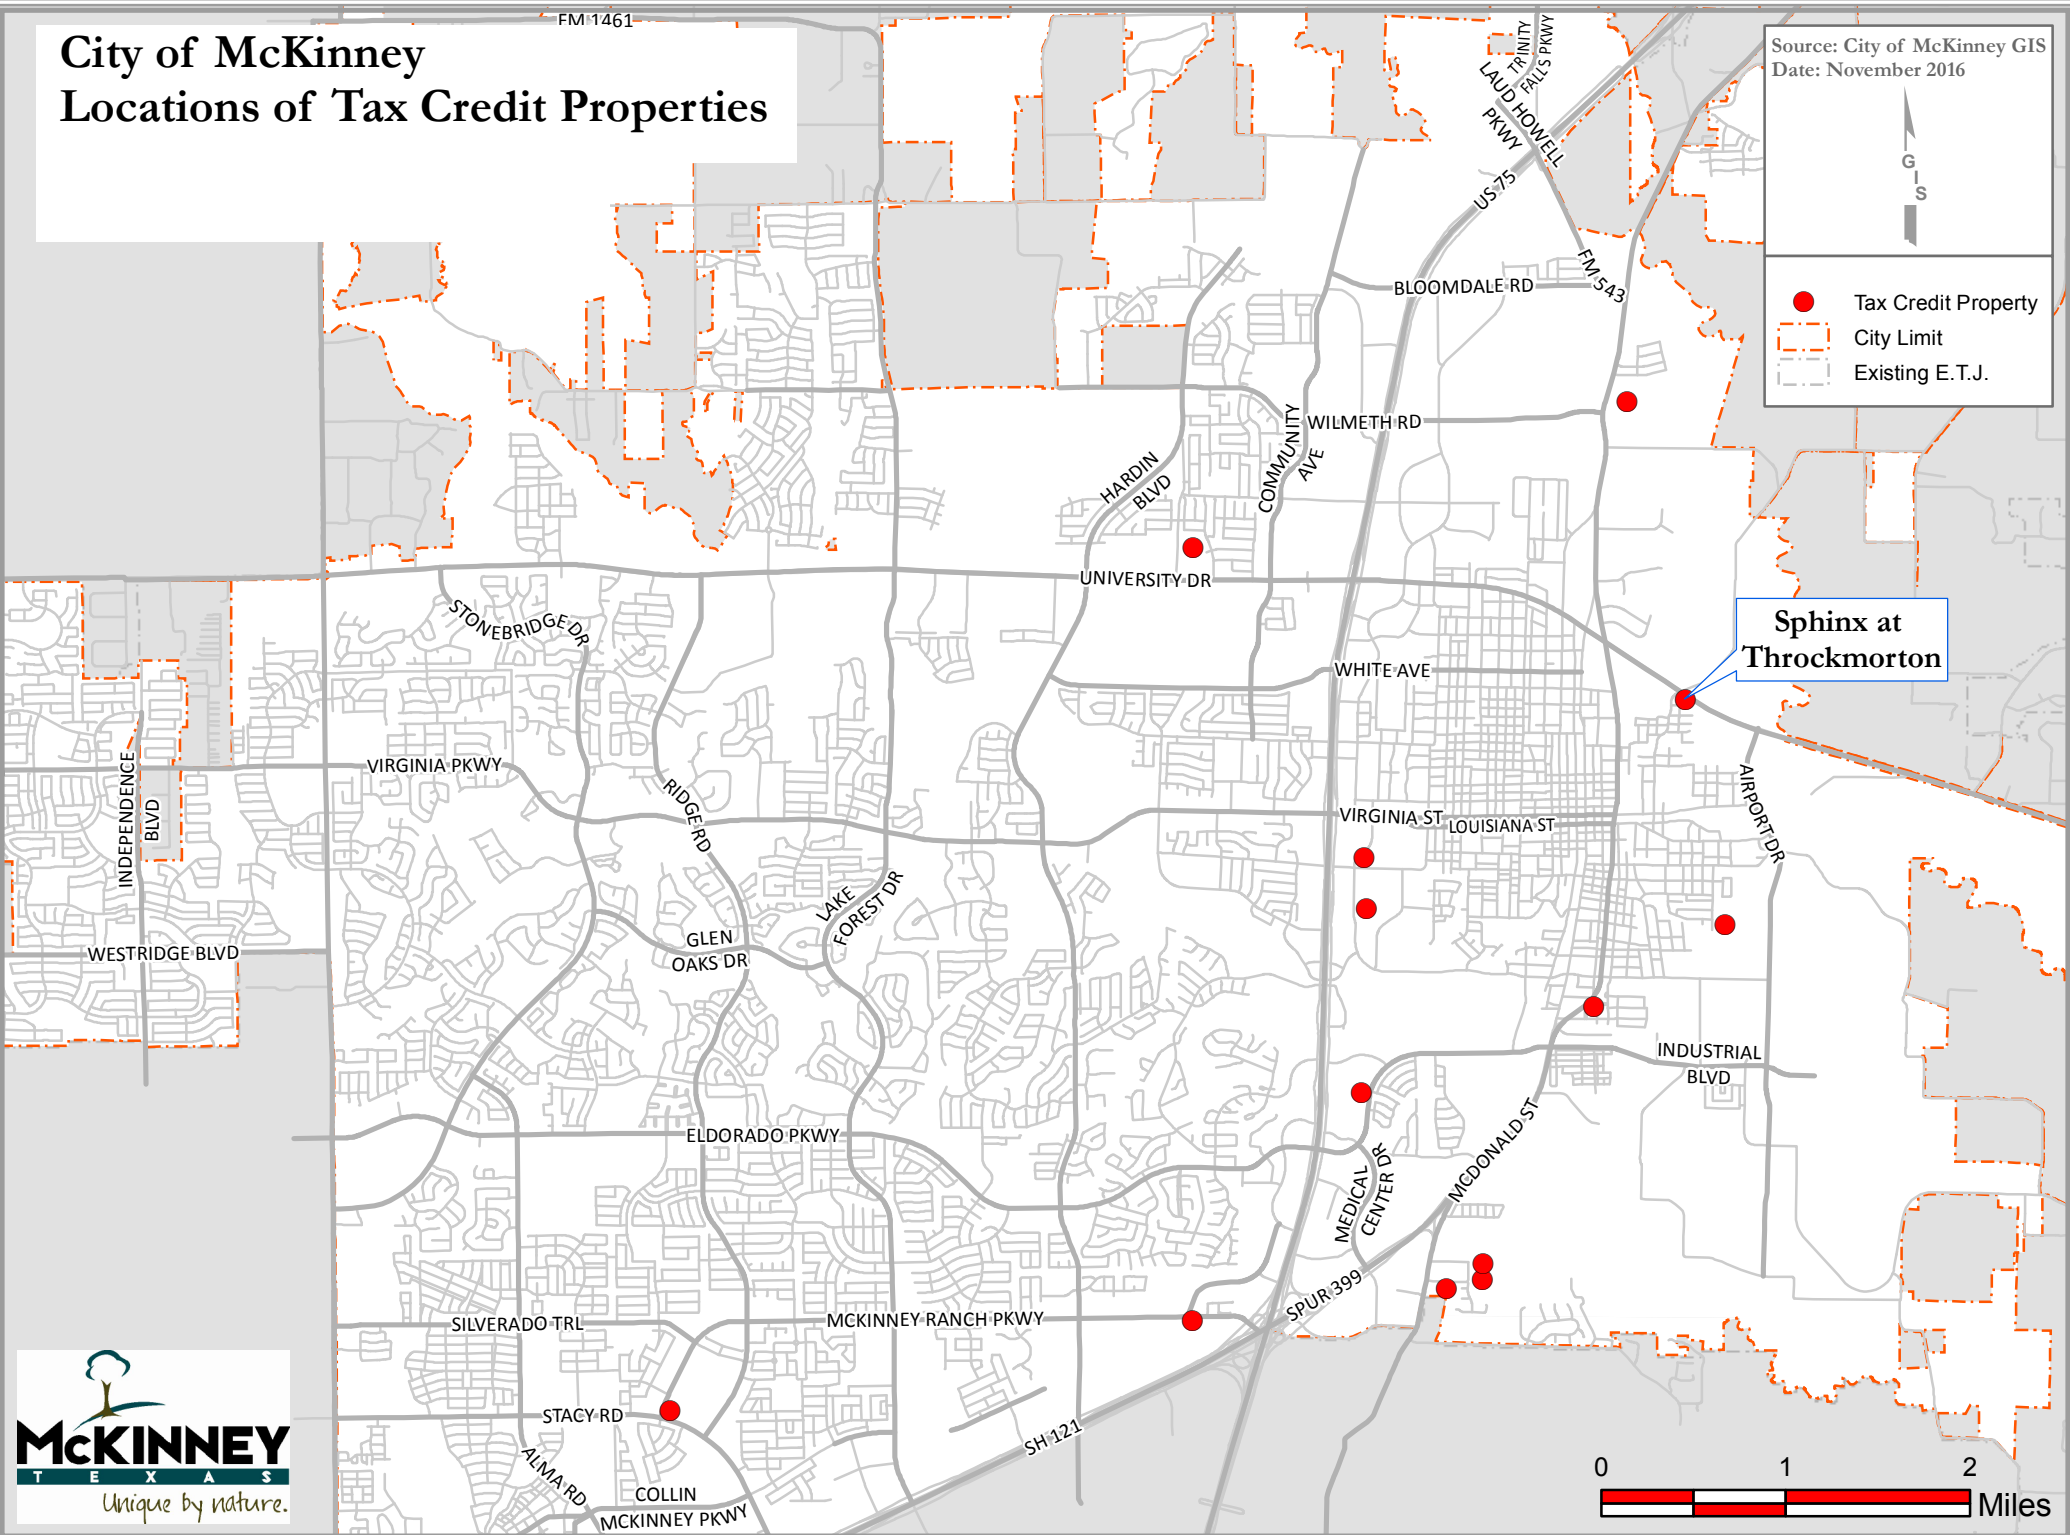 FM 1461
City of McKinney
Locations of Tax Credit Properties
TRINITY
FALLS PKWY
LAUD HOWELL
PKWY
US 75
Source: City of McKinney GIS
Date: November 2016
G
I
S
Tax Credit Property
City Limit
Existing E.T.J.
BLOOMDALE RD
FM 543
WILMETH RD
COMMUNITY
AVE
HARDIN
BLVD
UNIVERSITY DR
STONEBRIDGE DR
Sphinx at
Throckmorton
WHITE AVE
VIRGINIA PKWY
INDEPENDENCE
BLVD
RIDGE RD
VIRGINIA ST
LOUISIANA ST
AIRPORT DR
LAKE
FOREST DR
GLEN
OAKS DR
WESTRIDGE BLVD
INDUSTRIAL
BLVD
ELDORADO PKWY
MCDONALD ST
MEDICAL
CENTER DR
SPUR 399
SILVERADO TRL
MCKINNEY RANCH PKWY
STACY RD
SH 121
ALMA RD
COLLIN
MCKINNEY PKWY
MCKINNEY
TEXAS
Unique by nature.
0 1 2
Miles